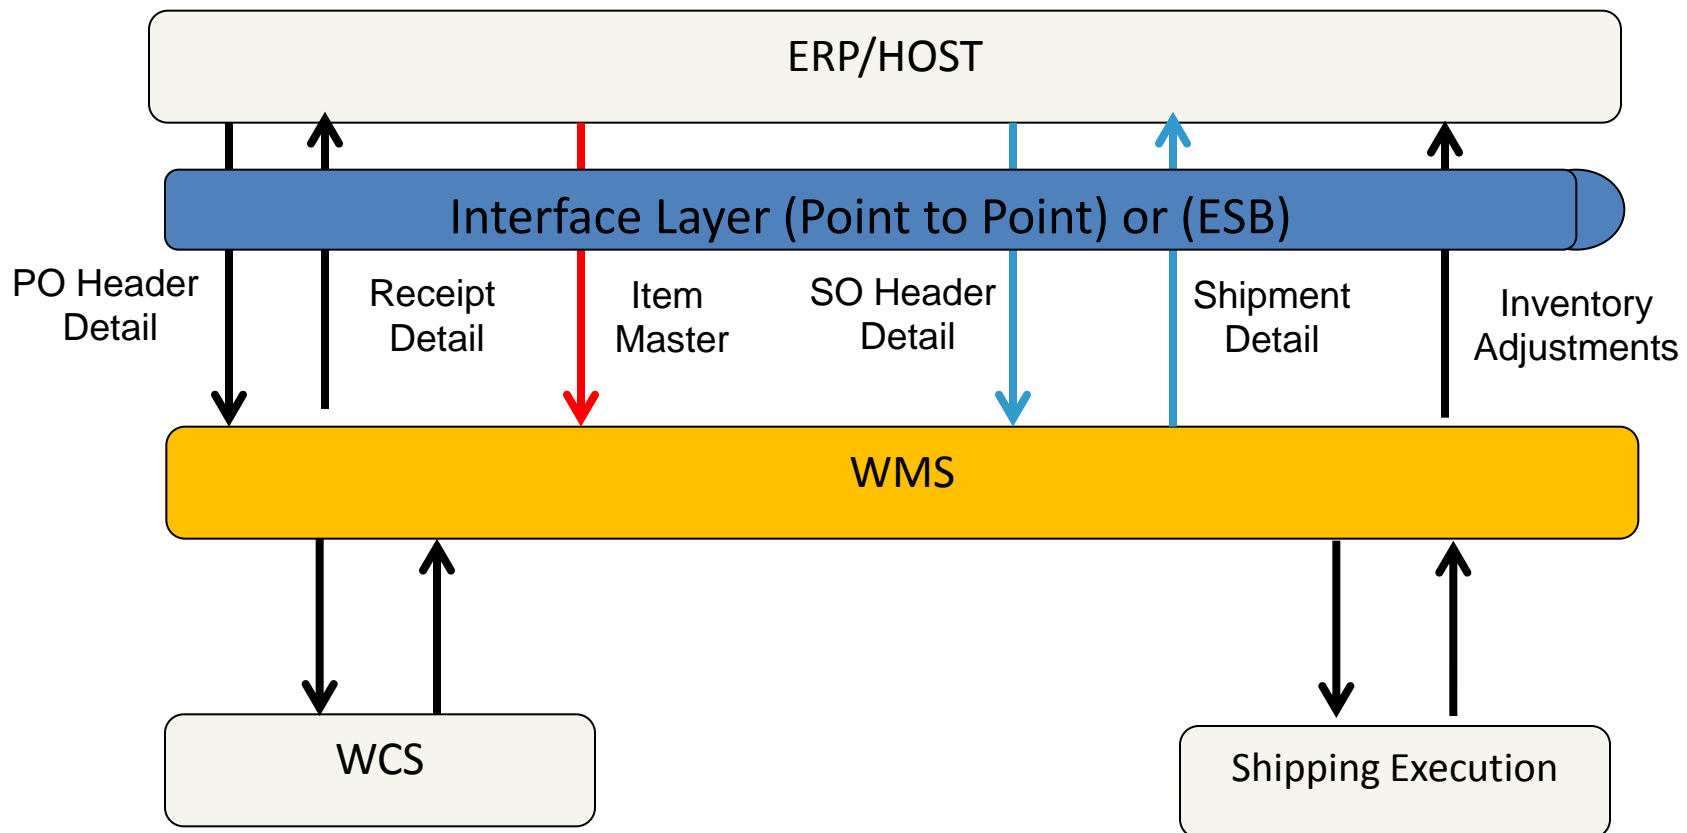 ERP/HOST
Interface Layer (Point to Point) or (ESB)
PO Header
Detail
Receipt
Detail
Item
Master
SO Header
Detail
Shipment
Detail
Inventory
Adjustments
WMS
WCS
Shipping Execution